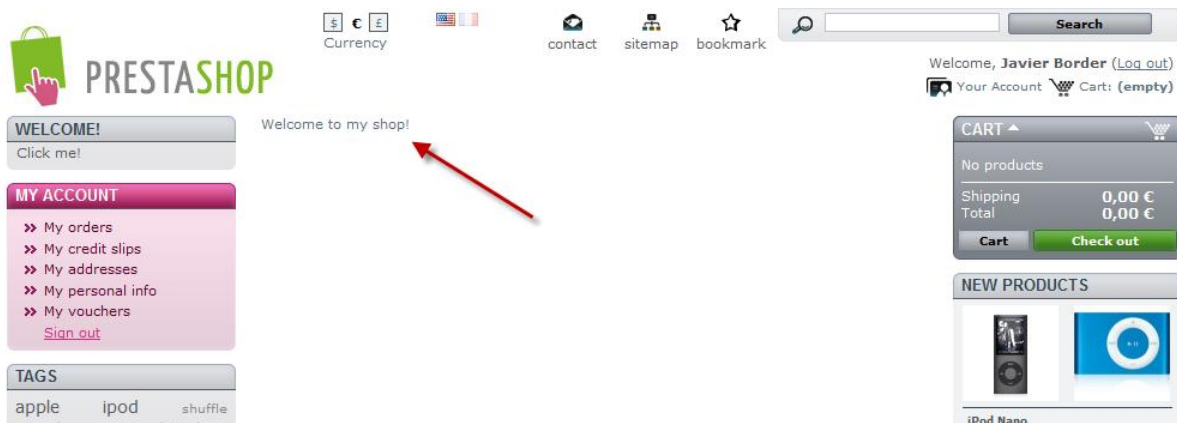 $ € £
Currency
contact
sitemap
bookmark
Search
PRESTASHOP
Welcome, Javier Border (Log out)
Your Account Cart: (empty)
WELCOME!
Click me!
MY ACCOUNT
» My orders
» My credit slips
» My addresses
» My personal info
» My vouchers
Sign out
TAGS
apple ipod shuffle
Welcome to my shop!
CART
No products
Shipping 0,00 €
Total 0,00 €
Cart Check out
NEW PRODUCTS
iPod Nano